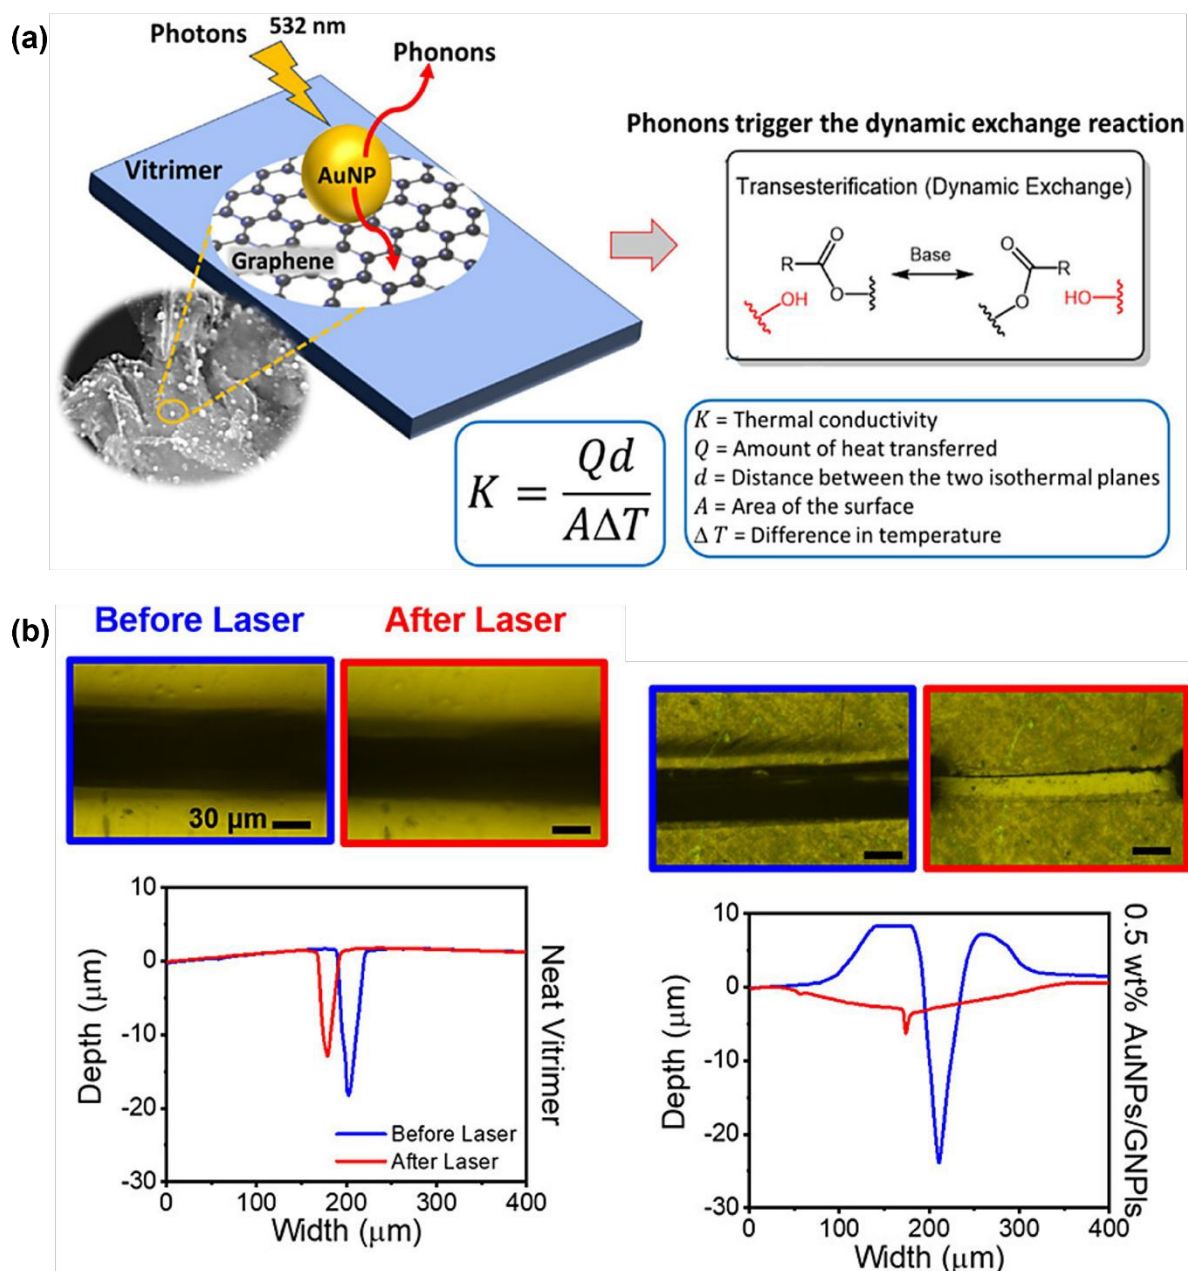 (a)
Photons
532 nm
Phonons
Vitrimer
AuNP
Graphene
Phonons trigger the dynamic exchange reaction
Transesterification (Dynamic Exchange)
O
R
O
OH
Base
O
R
O
HO
K = Qd / AΔT
K = Thermal conductivity
Q = Amount of heat transferred
d = Distance between the two isothermal planes
A = Area of the surface
Δ T = Difference in temperature
(b)
Before Laser
After Laser
30 μm
10
0
-10
-20
-30
Depth (μm)
Before Laser
After Laser
0
100
200
300
400
Width (μm)
Neat Vitrimer
10
0
-10
-20
-30
Depth (μm)
0
100
200
300
400
Width (μm)
0.5 wt% AuNPs/GNPls